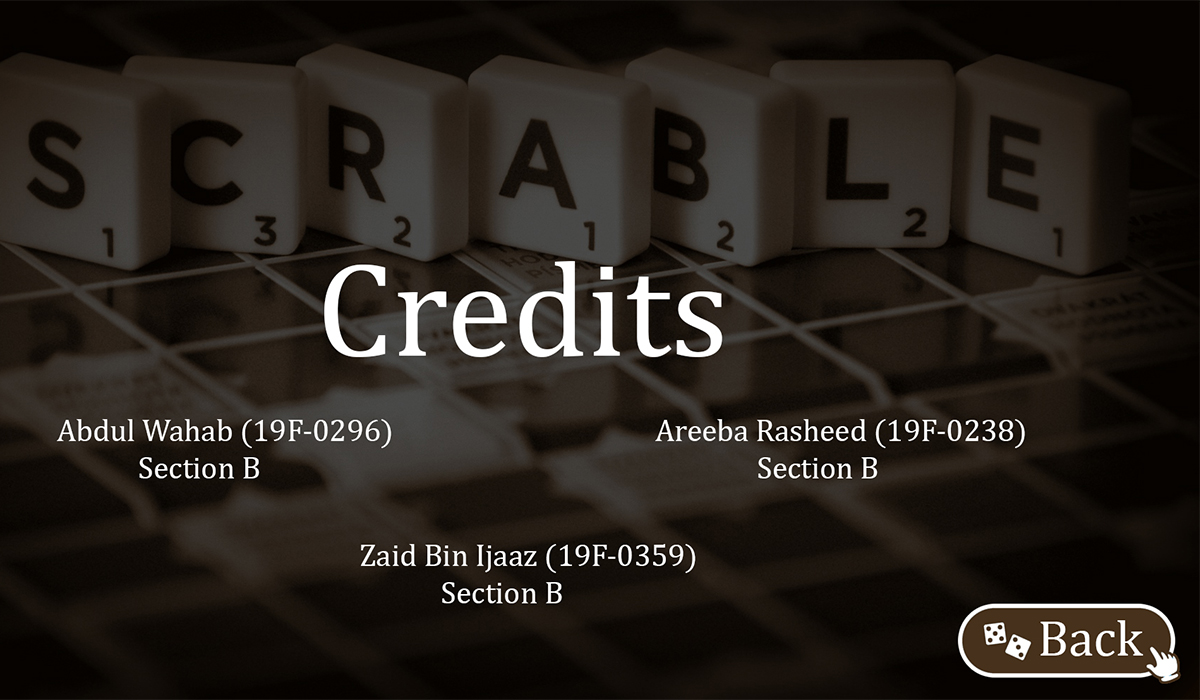 S C R A B L E
1 3 2 1 2 2 1
Credits
Abdul Wahab (19F-0296)
Section B
Areeba Rasheed (19F-0238)
Section B
Zaid Bin Ijaaz (19F-0359)
Section B
Back